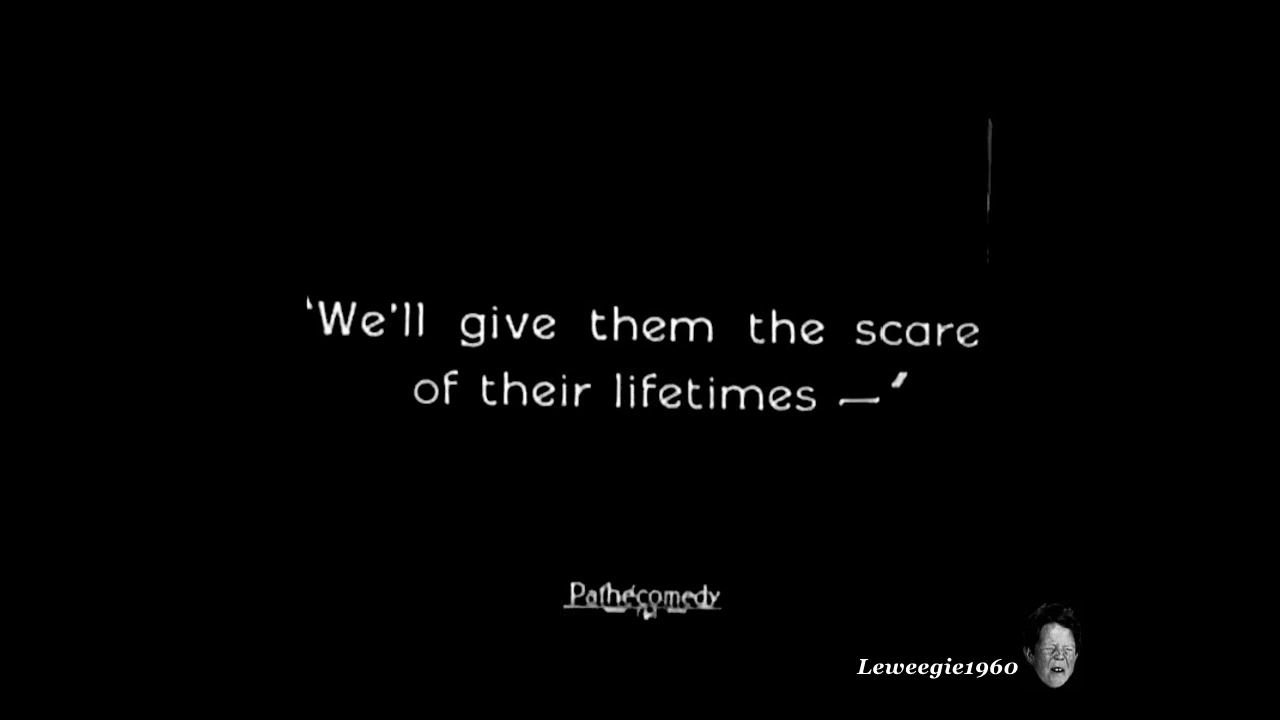 'We'll give them the scare
of their lifetimes —'
Pathécomedy
Leweegie1960